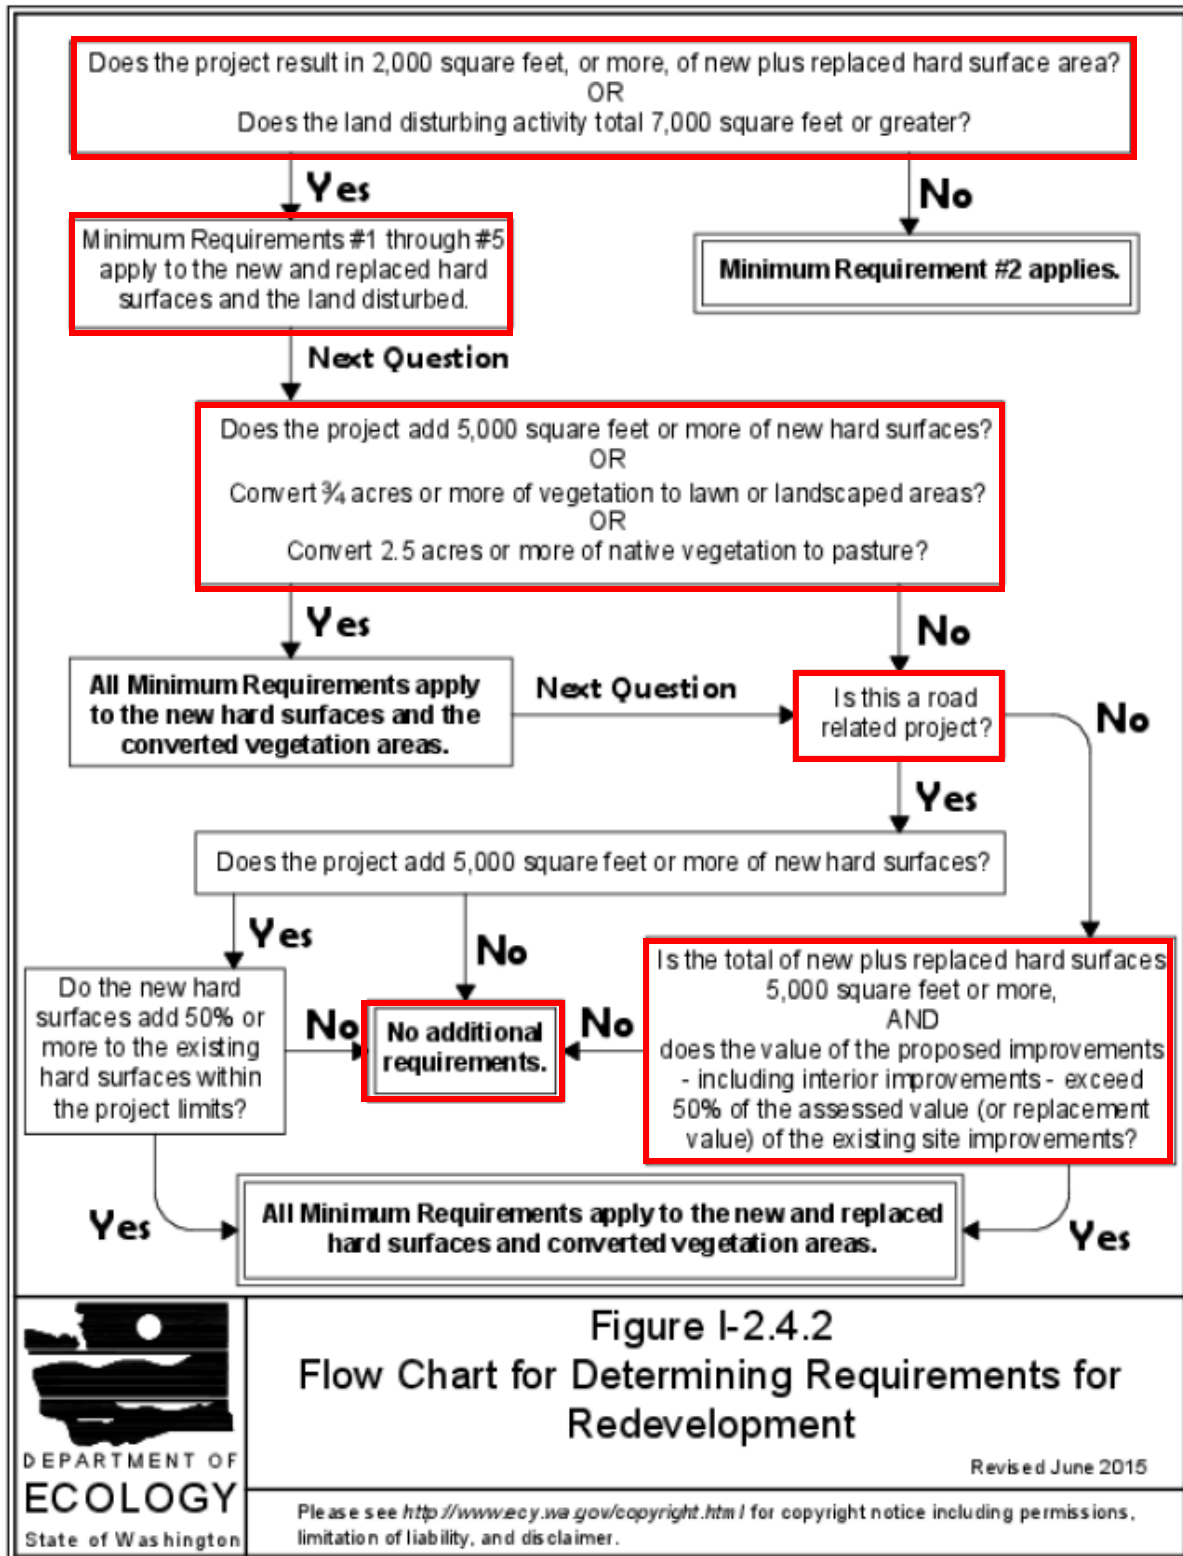 Does the project result in 2,000 square feet, or more, of new plus replaced hard surface area?
OR
Does the land disturbing activity total 7,000 square feet or greater?
Yes
No
Minimum Requirements #1 through #5
apply to the new and replaced hard
surfaces and the land disturbed.
Minimum Requirement #2 applies.
Next Question
Does the project add 5,000 square feet or more of new hard surfaces?
OR
Convert ¾ acres or more of vegetation to lawn or landscaped areas?
OR
Convert 2.5 acres or more of native vegetation to pasture?
Yes
No
All Minimum Requirements apply
to the new hard surfaces and the
converted vegetation areas.
Next Question
Is this a road
related project?
No
Yes
Does the project add 5,000 square feet or more of new hard surfaces?
Yes
No
Do the new hard
surfaces add 50% or
more to the existing
hard surfaces within
the project limits?
No
No additional
requirements.
No
Is the total of new plus replaced hard surfaces
5,000 square feet or more,
AND
does the value of the proposed improvements
- including interior improvements - exceed
50% of the assessed value (or replacement
value) of the existing site improvements?
Yes
All Minimum Requirements apply to the new and replaced
hard surfaces and converted vegetation areas.
Yes
DEPARTMENT OF
ECOLOGY
State of Washington
Figure I-2.4.2
Flow Chart for Determining Requirements for
Redevelopment
Revised June 2015
Please see http://www.ecy.wa.gov/copyright.html for copyright notice including permissions,
limitation of liability, and disclaimer.